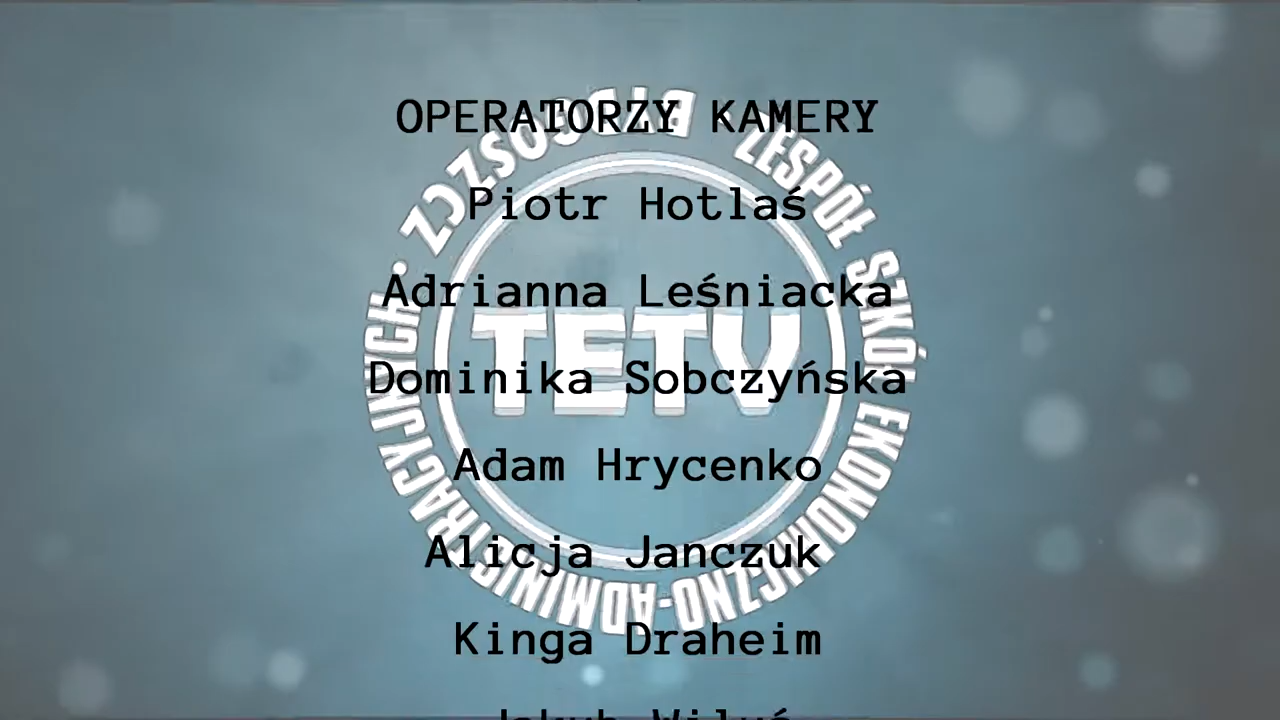 OPERATORZY KAMERY
Piotr Hotlaś
Adrianna Leśniacka
Dominika Sobczyńska
Adam Hrycenko
Alicja Janczuk
Kinga Draheim
TETV
ZESPÓŁ SZKÓŁ EKONOMICZNO-ADMINISTRACYJNYCH • BYDGOSZCZ